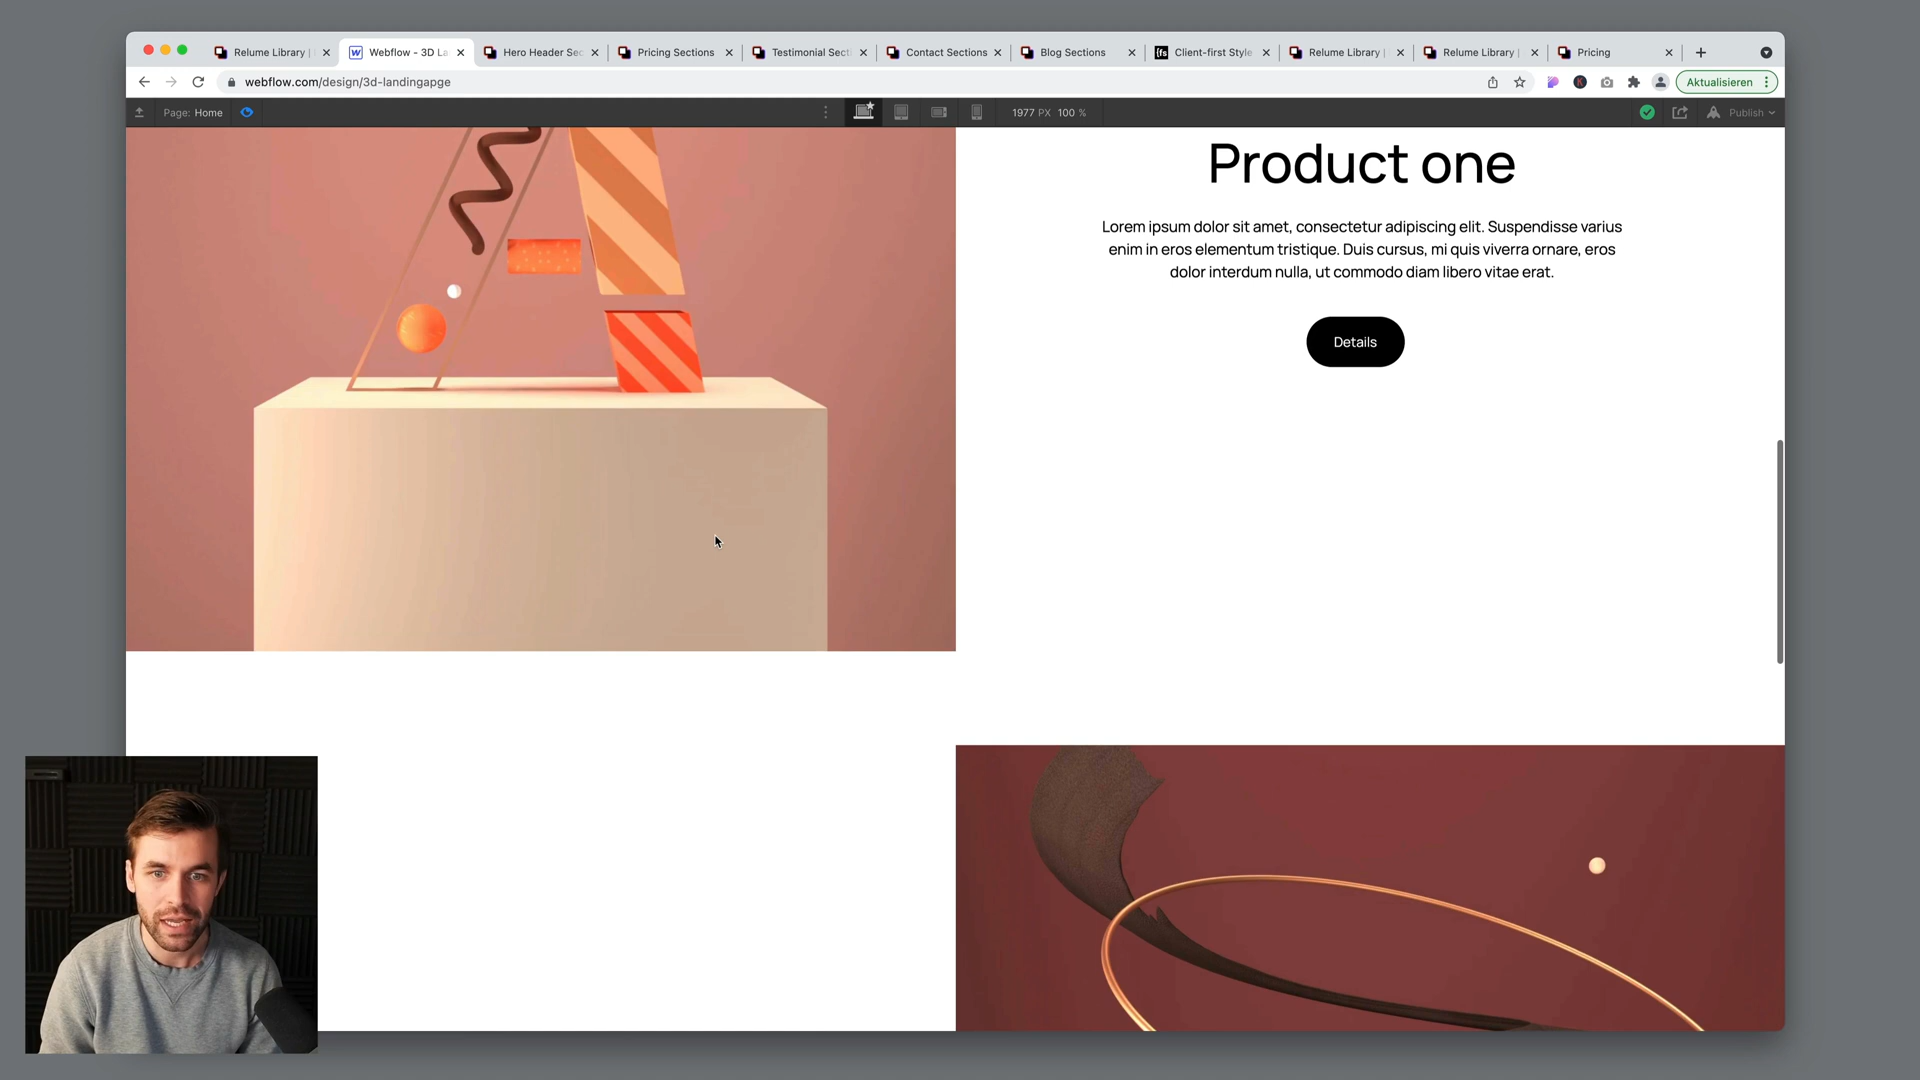 Relume Library |
Webflow - 3D La
Hero Header Sec
Pricing Sections
Testimonial Secti
Contact Sections
Blog Sections
Client-first Style
Relume Library |
Relume Library |
Pricing
webflow.com/design/3d-landingapge
Aktualisieren
Page: Home
1977 PX 100 %
Publish
Product one
Lorem ipsum dolor sit amet, consectetur adipiscing elit. Suspendisse varius
enim in eros elementum tristique. Duis cursus, mi quis viverra ornare, eros
dolor interdum nulla, ut commodo diam libero vitae erat.
Details